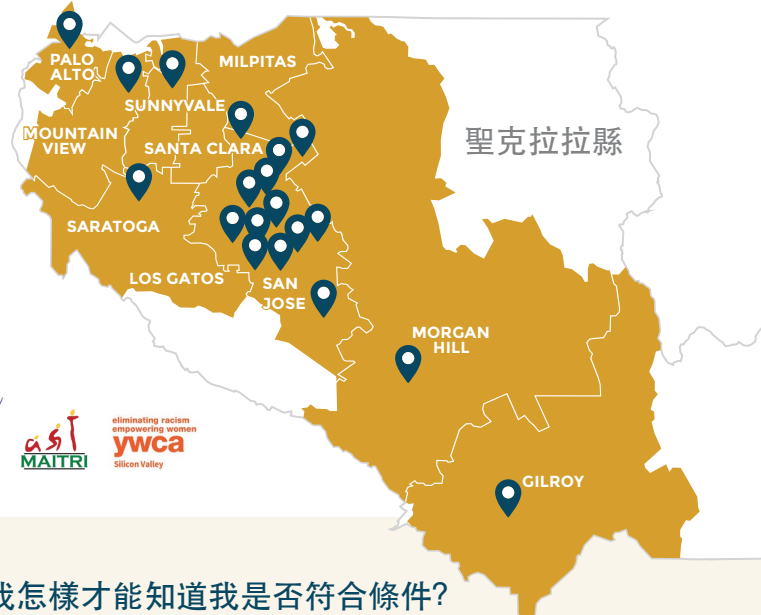 PALO
ALTO
MILPITAS
SUNNYVALE
MOUNTAIN
VIEW
SANTA CLARA
聖克拉拉縣
SARATOGA
LOS GATOS
SAN
JOSE
MORGAN
HILL
GILROY
MAITRI
eliminating racism
empowering women
ywca
Silicon Valley
我怎樣才能知道我是否符合條件?